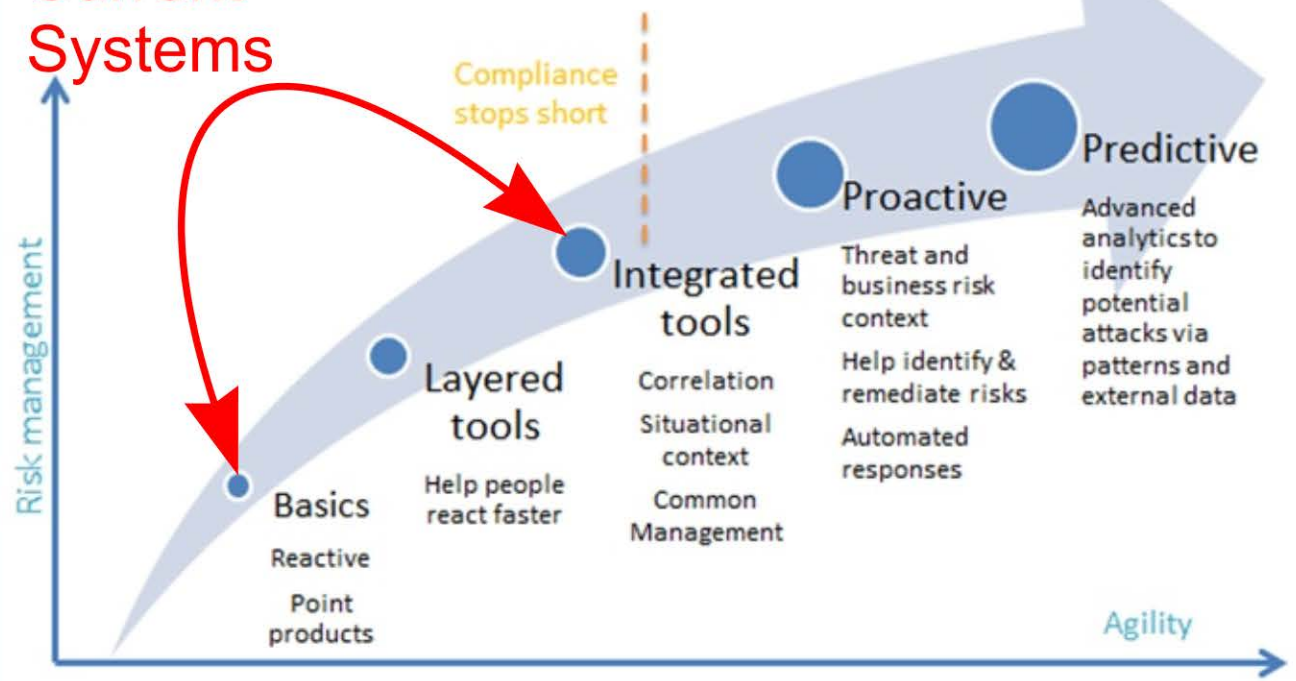 Systems
Compliance
stops short
Predictive
Advanced
analytics to
identify
potential
attacks via
patterns and
external data
Proactive
Threat and
business risk
context
Help identify &
remediate risks
Automated
responses
Integrated
tools
Correlation
Situational
context
Common
Management
Layered
tools
Help people
react faster
Basics
Reactive
Point
products
Risk management
Agility